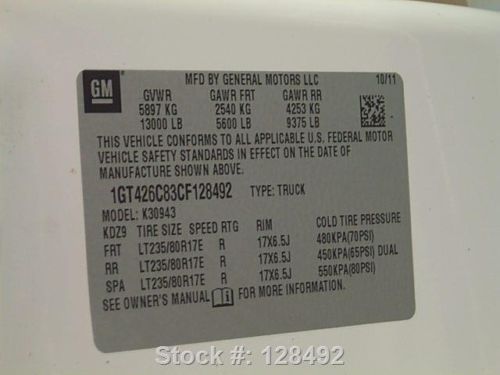 GM
MFD BY GENERAL MOTORS LLC 10/11
GVWR GAWR FRT GAWR RR
5897 KG 2540 KG 4253 KG
13000 LB 5600 LB 9375 LB
THIS VEHICLE CONFORMS TO ALL APPLICABLE U.S. FEDERAL MOTOR
VEHICLE SAFETY STANDARDS IN EFFECT ON THE DATE OF
MANUFACTURE SHOWN ABOVE.
1GT426C83CF128492 TYPE: TRUCK
MODEL: K30943
KDZ9 TIRE SIZE SPEED RTG RIM COLD TIRE PRESSURE
FRT LT235/80R17E R 17X6.5J 480KPA(70PSI)
RR LT235/80R17E R 17X6.5J 450KPA(65PSI) DUAL
SPA LT235/80R17E R 17X6.5J 550KPA(80PSI)
SEE OWNER'S MANUAL FOR MORE INFORMATION.
Stock #: 128492